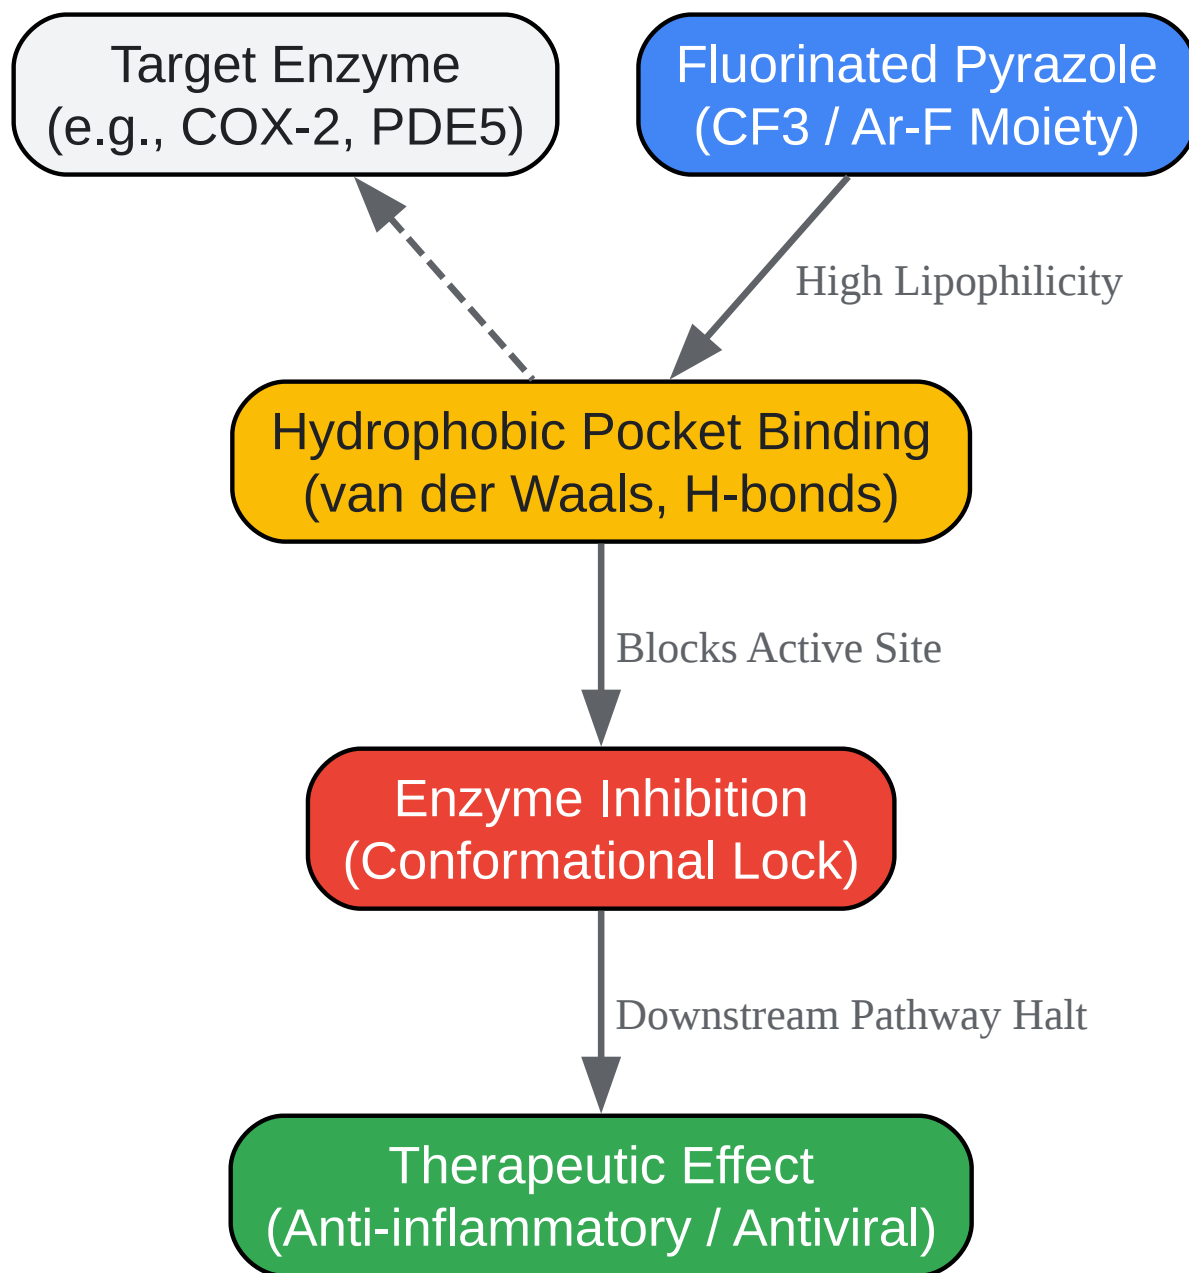 Target Enzyme
(e.g., COX-2, PDE5)
Fluorinated Pyrazole
(CF3 / Ar-F Moiety)
High Lipophilicity
Hydrophobic Pocket Binding
(van der Waals, H-bonds)
Blocks Active Site
Enzyme Inhibition
(Conformational Lock)
Downstream Pathway Halt
Therapeutic Effect
(Anti-inflammatory / Antiviral)